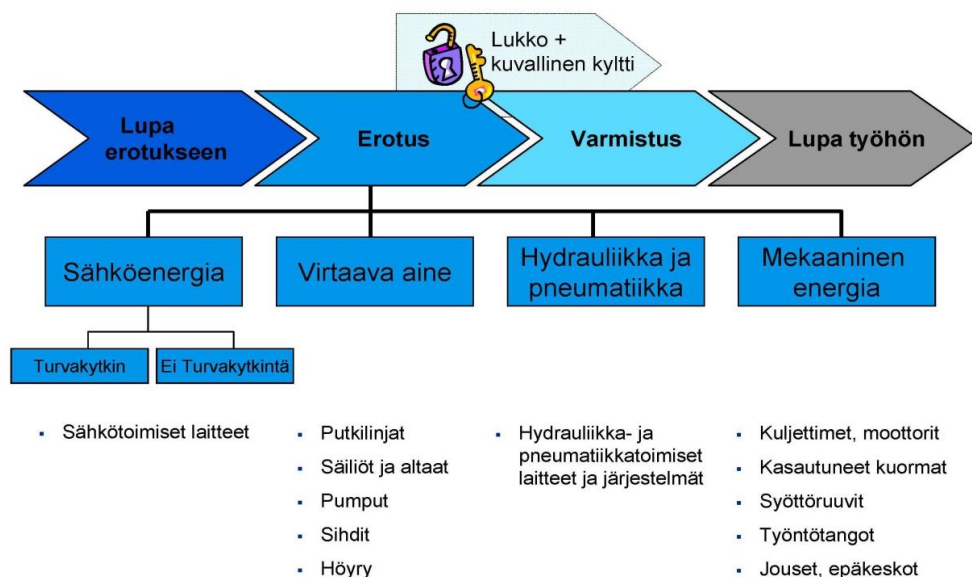 Lukko +
kuvallinen kyltti
Lupa
erotukseen
Erotus
Varmistus
Lupa työhön
Sähköenergia
Virtaava aine
Hydrauliikka ja
pneumatiikka
Mekaaninen
energia
Turvakytkin
Ei Turvakytkintä
Sähkötoimiset laitteet
Putkilinjat
Säiliöt ja altaat
Pumput
Sihdit
Höyry
Hydrauliikka- ja
pneumatiikkatoimiset
laitteet ja järjestelmät
Kuljettimet, moottorit
Kasautuneet kuormat
Syöttöruuvit
Työntötangot
Jouset, epäkeskot